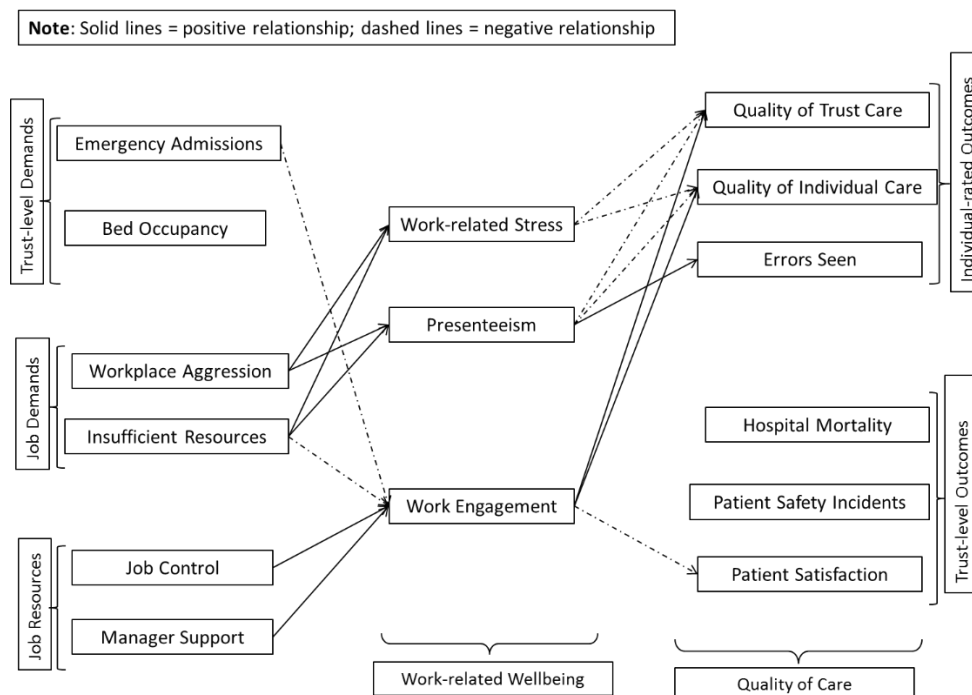 Note: Solid lines = positive relationship; dashed lines = negative relationship
Trust-level Demands
Emergency Admissions
Bed Occupancy
Job Demands
Workplace Aggression
Insufficient Resources
Job Resources
Job Control
Manager Support
Work-related Stress
Presenteeism
Work Engagement
Work-related Wellbeing
Quality of Trust Care
Quality of Individual Care
Errors Seen
Individual-rated Outcomes
Hospital Mortality
Patient Safety Incidents
Patient Satisfaction
Trust-level Outcomes
Quality of Care